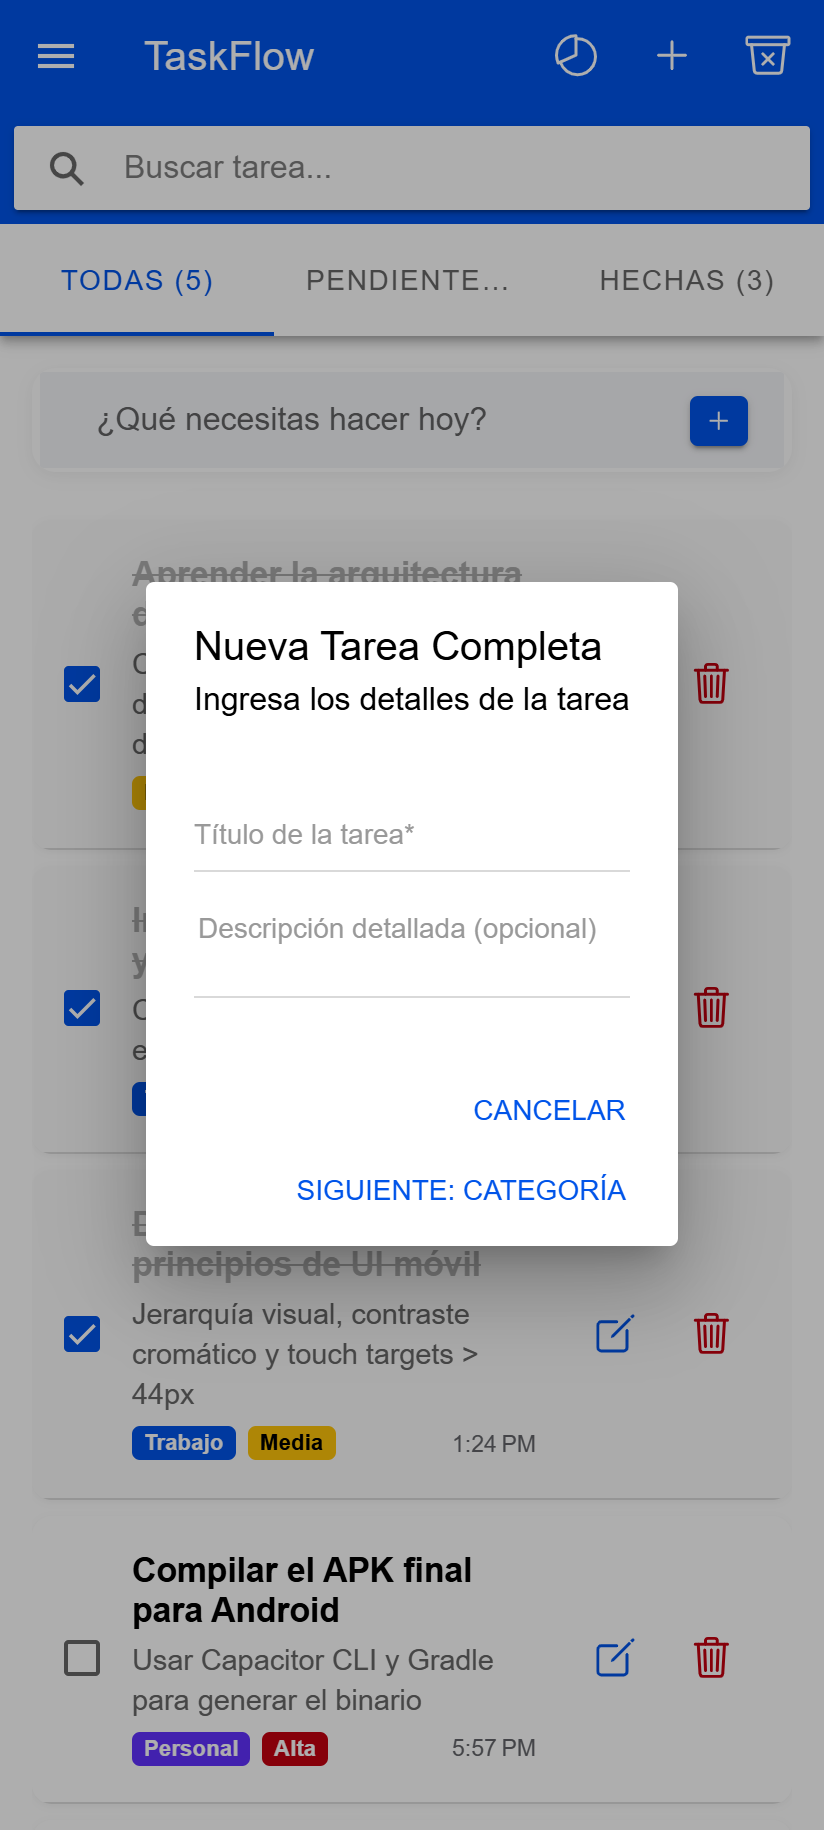 TaskFlow
Buscar tarea...
TODAS (5)
PENDIENTE...
HECHAS (3)
¿Qué necesitas hacer hoy?
Aprender la arquitectura
Nueva Tarea Completa
Ingresa los detalles de la tarea
Título de la tarea*
Descripción detallada (opcional)
CANCELAR
SIGUIENTE: CATEGORÍA
principios de UI móvil
Jerarquía visual, contraste
cromático y touch targets >
44px
Trabajo
Media
1:24 PM
Compilar el APK final
para Android
Usar Capacitor CLI y Gradle
para generar el binario
Personal
Alta
5:57 PM